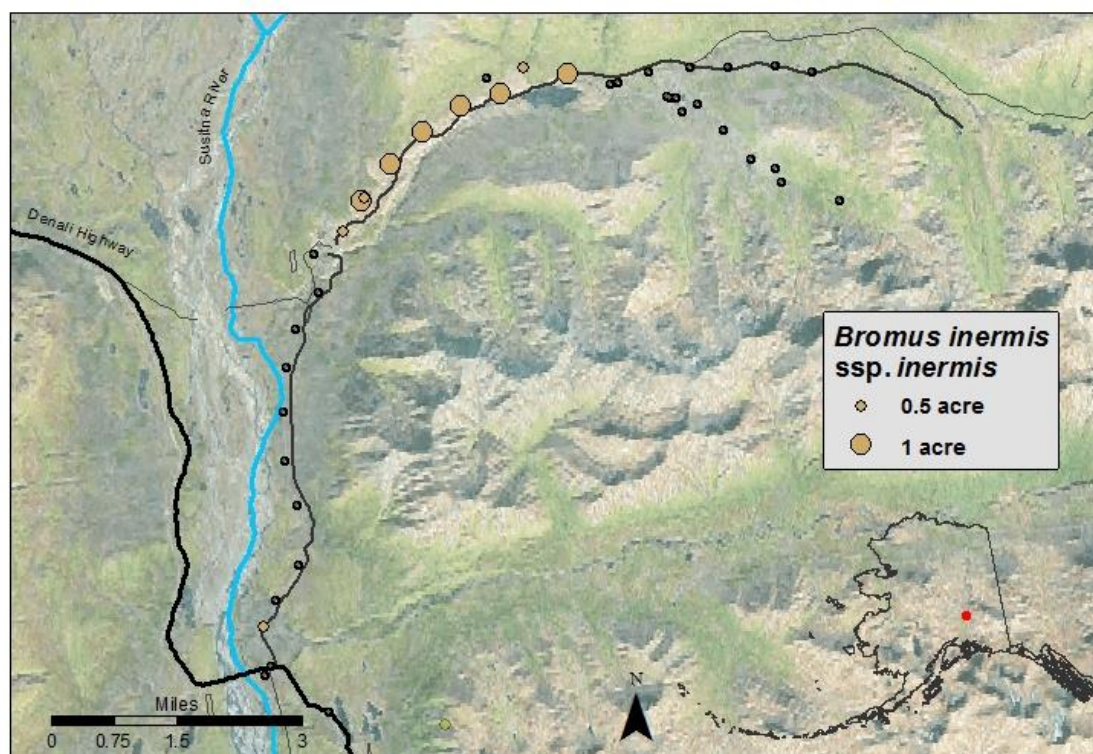 Susitna River
Denali Highway
Bromus inermis
ssp. inermis
0.5 acre
1 acre
N
Miles
0 0.75 1.5 3